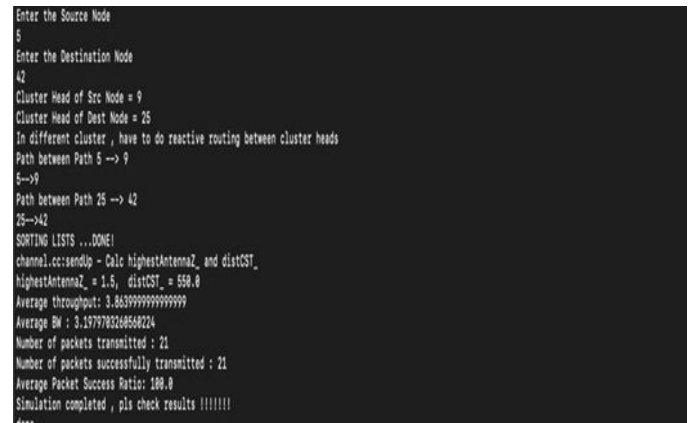 Enter the Source Node
5
Enter the Destination Node
42
Cluster Head of Src Node = 9
Cluster Head of Dest Node = 25
In different cluster , have to do reactive routing between cluster heads
Path between Path 5 --> 9
5-->9
Path between Path 25 --> 42
25-->42
SORTING LISTS ...DONE!
channel.cc:sendUp - Calc highestAntennaZ_ and distCST_
highestAntennaZ_ = 1.5, distCST_ = 550.0
Average throughput: 3.8639999999999999
Average BW : 3.1979703260560224
Number of packets transmitted : 21
Number of packets successfully transmitted : 21
Average Packet Success Ratio: 100.0
Simulation completed , pls check results !!!!!!!